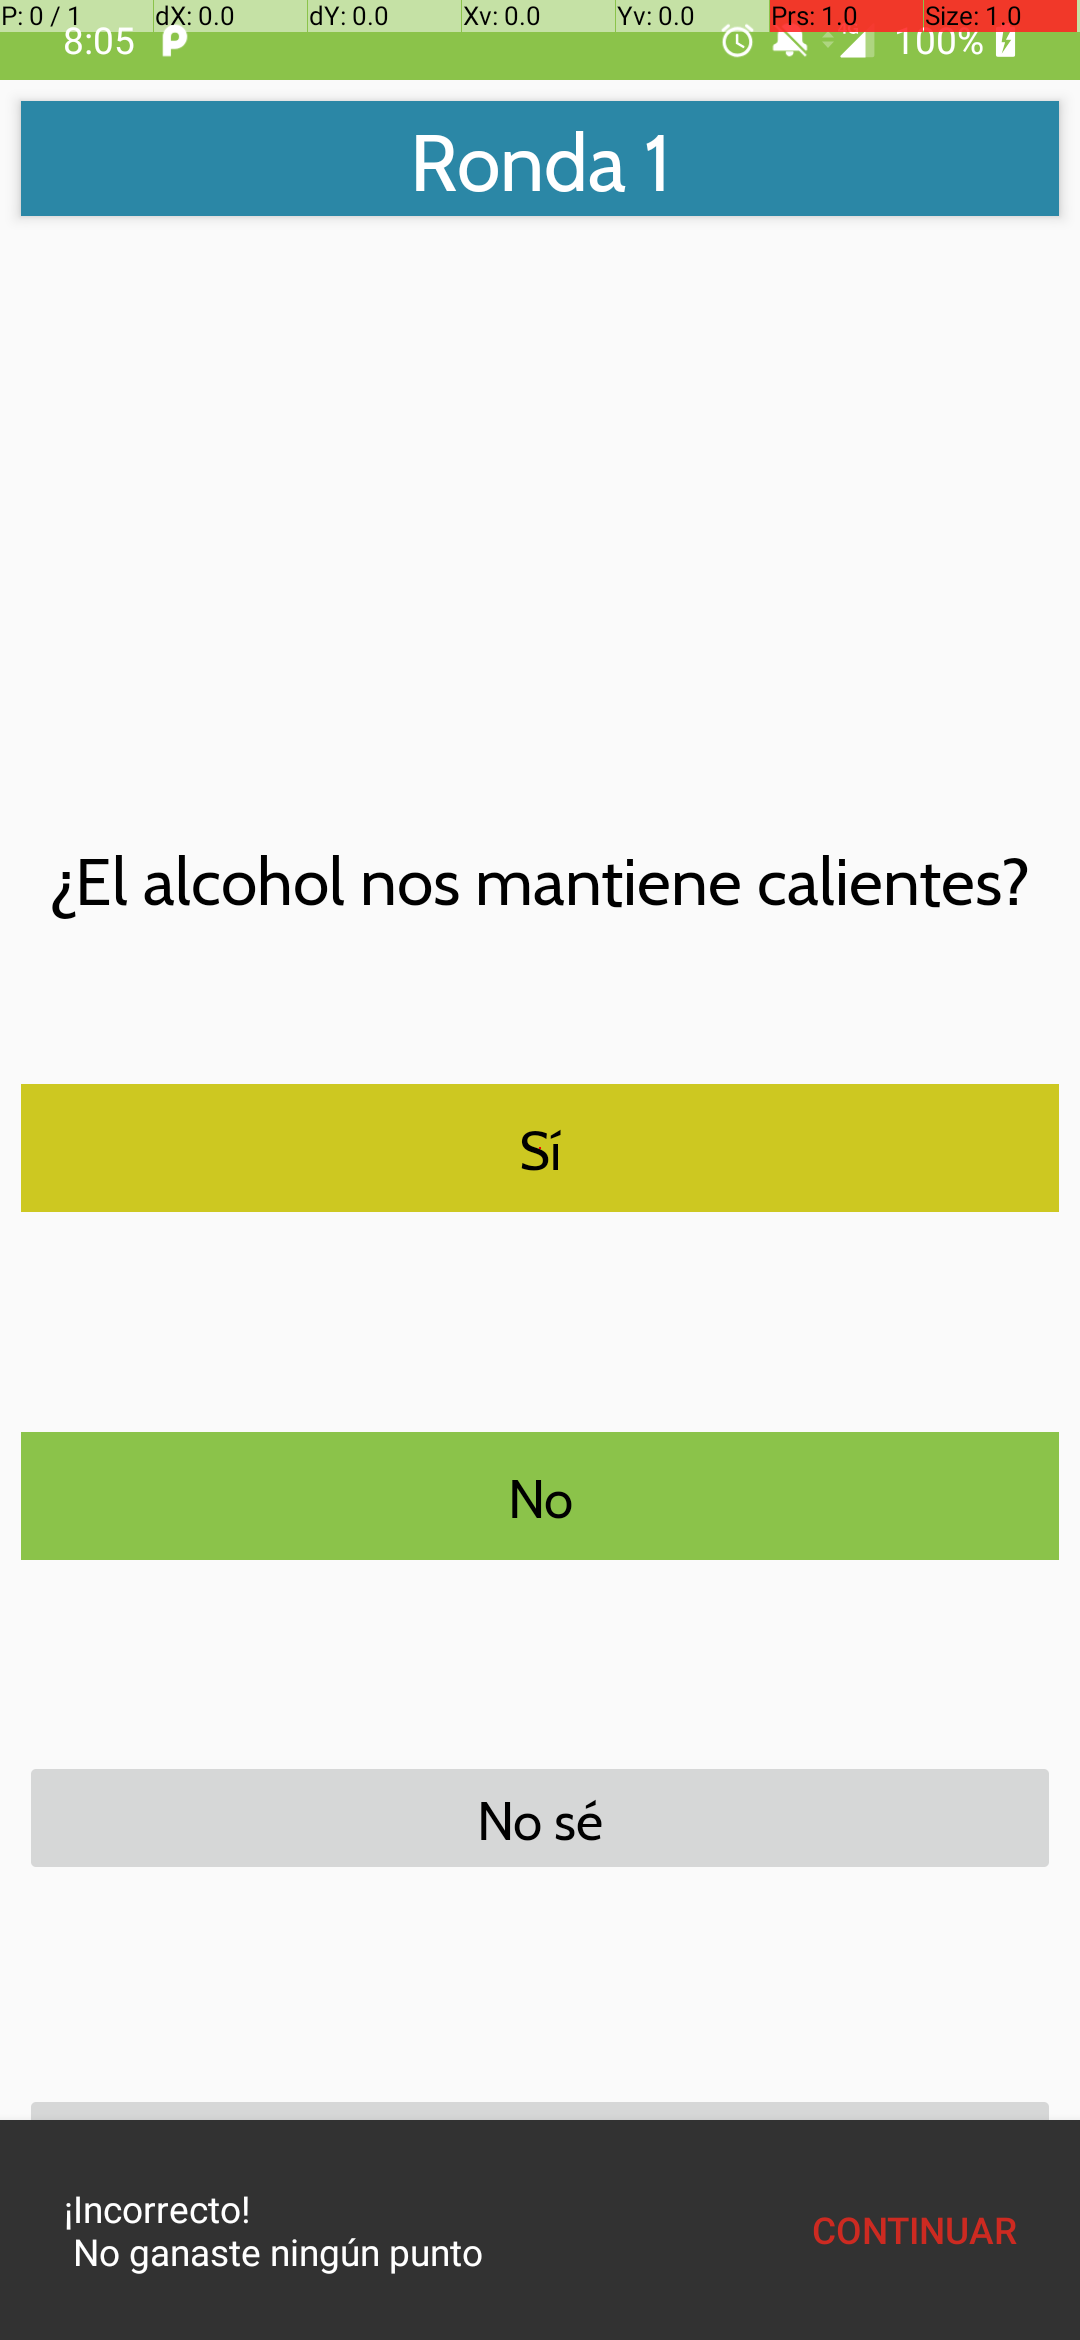 P: 0 / 1 dX: 0.0 dY: 0.0 Xv: 0.0 Yv: 0.0 Prs: 1.0 Size: 1.0
8:05 100%
Ronda 1
¿El alcohol nos mantiene calientes?
Sí
No
No sé
¡Incorrecto!
No ganaste ningún punto
CONTINUAR